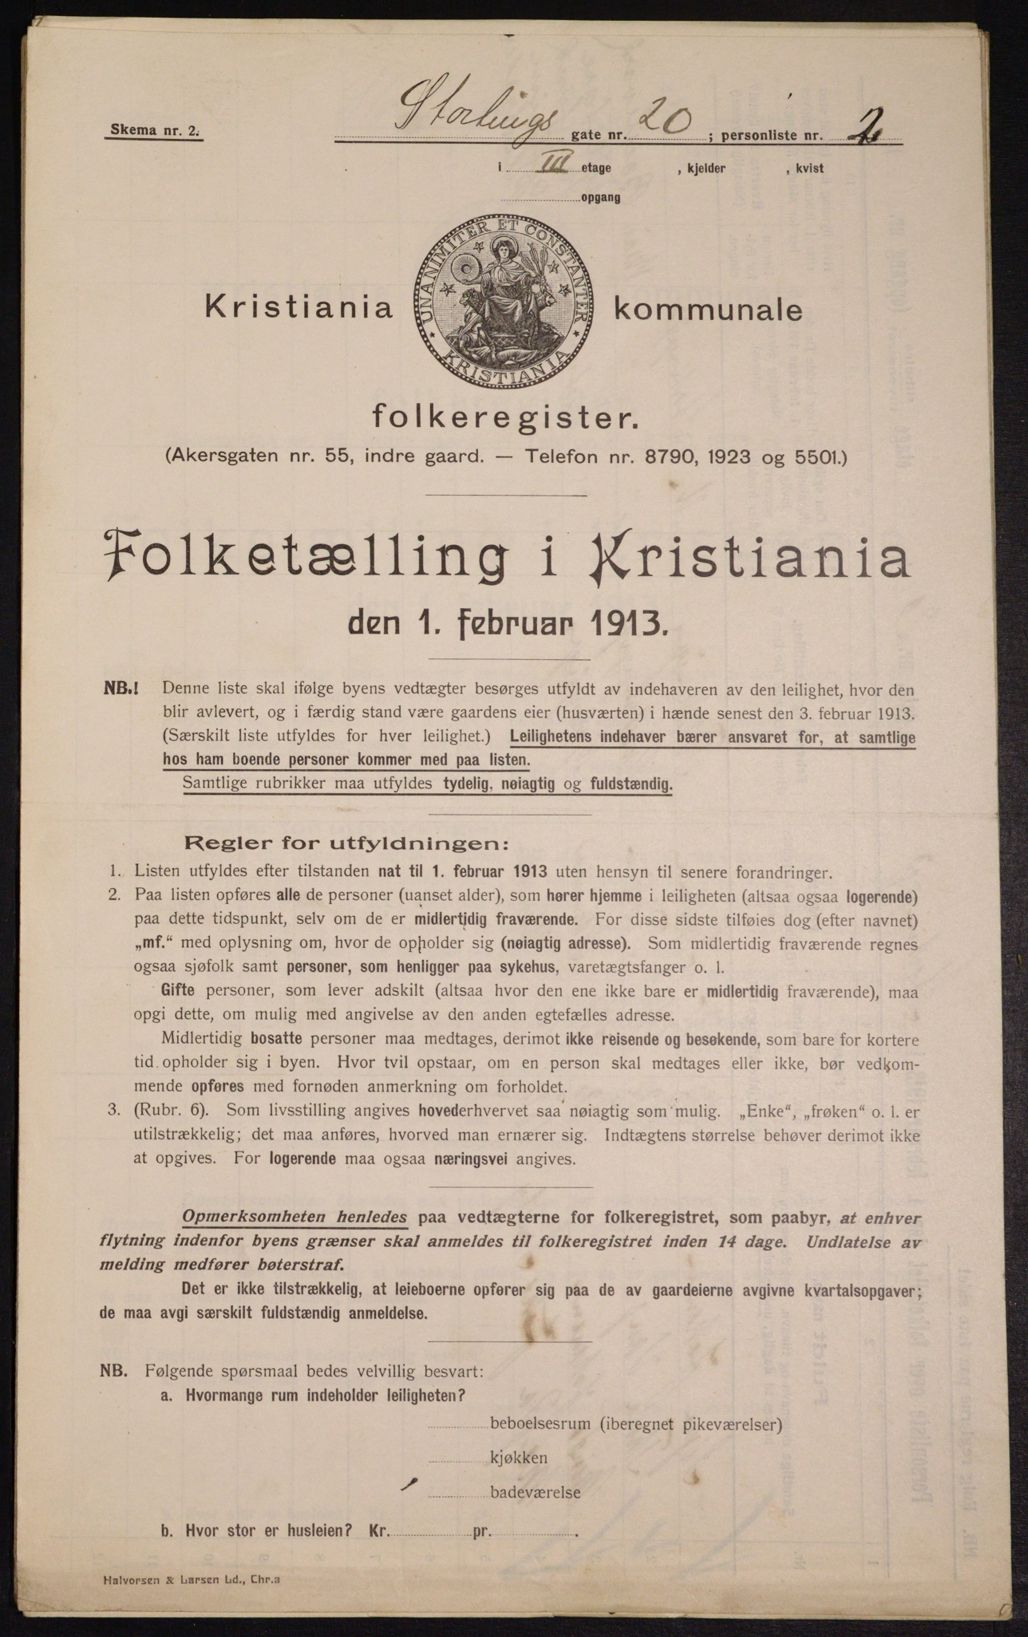 Skema nr. 2.
Stortings gate nr. 20 ; personliste nr. 2
i III etage , kjelder , kvist
opgang
UNANIMITER ET CONSTANTER
KRISTIANIA
Kristiania kommunale
folkeregister.
(Akersgaten nr. 55, indre gaard. — Telefon nr. 8790, 1923 og 5501.)
Folketælling i Kristiania
den 1. februar 1913.
NB.! Denne liste skal ifølge byens vedtægter besørges utfyldt av indehaveren av den leilighet, hvor den
blir avlevert, og i færdig stand være gaardens eier (husværten) i hænde senest den 3. februar 1913.
(Særskilt liste utfyldes for hver leilighet.) Leilighetens indehaver bærer ansvaret for, at samtlige
hos ham boende personer kommer med paa listen.
Samtlige rubrikker maa utfyldes tydelig, nøiagtig og fuldstændig.
Regler for utfyldningen:
1. Listen utfyldes efter tilstanden nat til 1. februar 1913 uten hensyn til senere forandringer.
2. Paa listen opføres alle de personer (uanset alder), som hører hjemme i leiligheten (altsaa ogsaa logerende)
paa dette tidspunkt, selv om de er midlertidig fraværende. For disse sidste tilføies dog (efter navnet)
„mf.“ med oplysning om, hvor de opholder sig (nøiagtig adresse). Som midlertidig fraværende regnes
ogsaa sjøfolk samt personer, som henligger paa sykehus, varetægtsfanger o. l.
Gifte personer, som lever adskilt (altsaa hvor den ene ikke bare er midlertidig fraværende), maa
opgi dette, om mulig med angivelse av den anden egtefælles adresse.
Midlertidig bosatte personer maa medtages, derimot ikke reisende og besøkende, som bare for kortere
tid opholder sig i byen. Hvor tvil opstaar, om en person skal medtages eller ikke, bør vedkom-
mende opføres med fornøden anmerkning om forholdet.
3. (Rubr. 6). Som livsstilling angives hovederhvervet saa nøiagtig som mulig. „Enke“, „frøken“ o. l. er
utilstrækkelig; det maa anføres, hvorved man ernærer sig. Indtægtens størrelse behøver derimot ikke
at opgives. For logerende maa ogsaa næringsvei angives.
Opmerksomheten henledes paa vedtægterne for folkeregistret, som paabyr, at enhver
flytning indenfor byens grænser skal anmeldes til folkeregistret inden 14 dage. Undlatelse av
melding medfører bøterstraf.
Det er ikke tilstrækkelig, at leieboerne opfører sig paa de av gaardeierne avgivne kvartalsopgaver;
de maa avgi særskilt fuldstændig anmeldelse.
NB. Følgende spørsmaal bedes velvillig besvart:
a. Hvormange rum indeholder leiligheten?
beboelsesrum (iberegnet pikeværelser)
kjøkken
badeværelse
b. Hvor stor er husleien? Kr. pr. .
Halvorsen & Larsen Ld., Chr.a